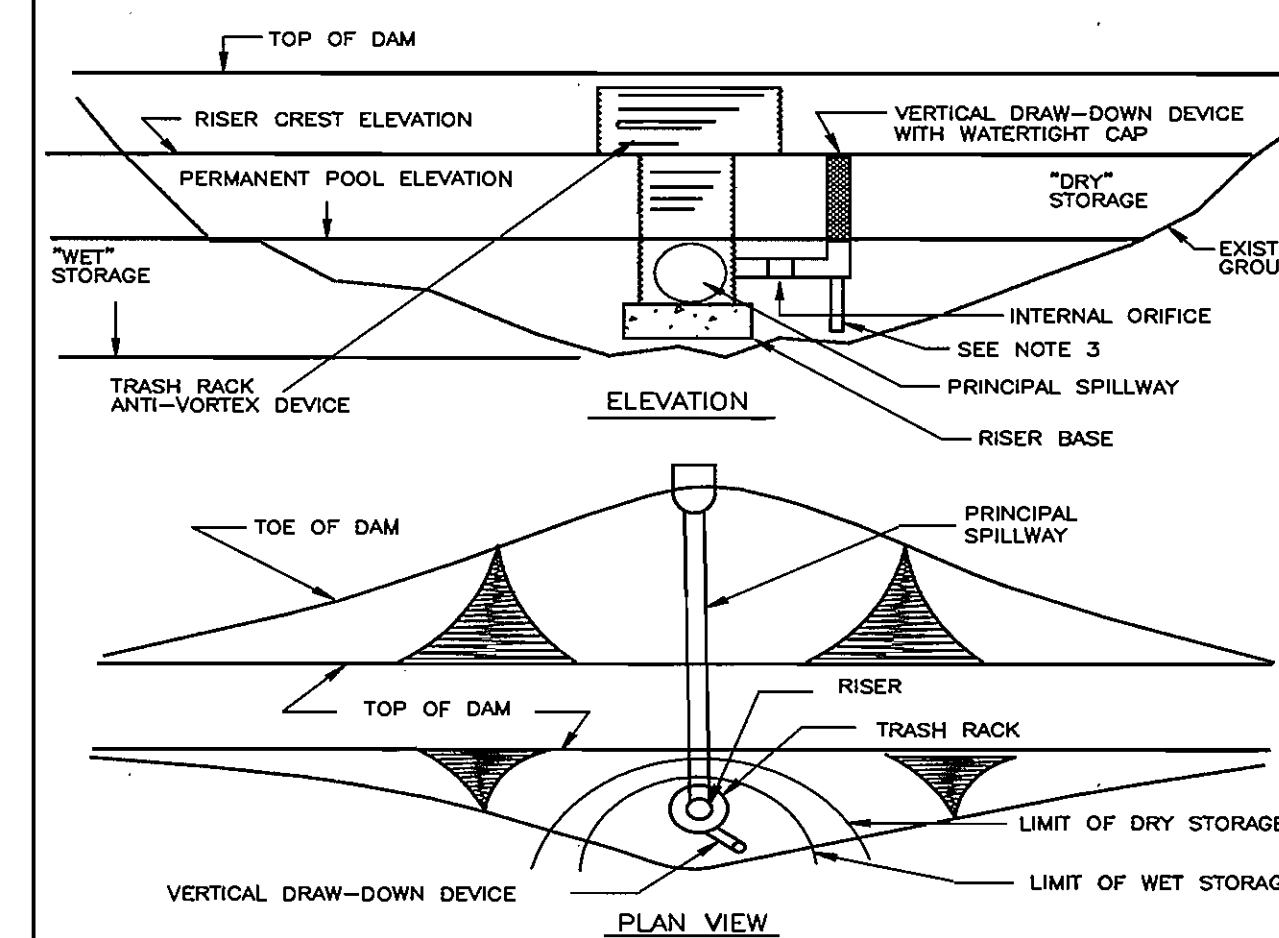 TOP OF DAM
RISER CREST ELEVATION
VERTICAL DRAW-DOWN DEVICE
WITH WATERTIGHT CAP
PERMANENT POOL ELEVATION
"DRY"
STORAGE
"WET"
STORAGE
EXIST
GROU
INTERNAL ORIFICE
SEE NOTE 3
TRASH RACK
ANTI-VORTEX DEVICE
PRINCIPAL SPILLWAY
ELEVATION
RISER BASE
TOE OF DAM
PRINCIPAL
SPILLWAY
RISER
TOP OF DAM
TRASH RACK
LIMIT OF DRY STORAGE
VERTICAL DRAW-DOWN DEVICE
LIMIT OF WET STORAG
PLAN VIEW